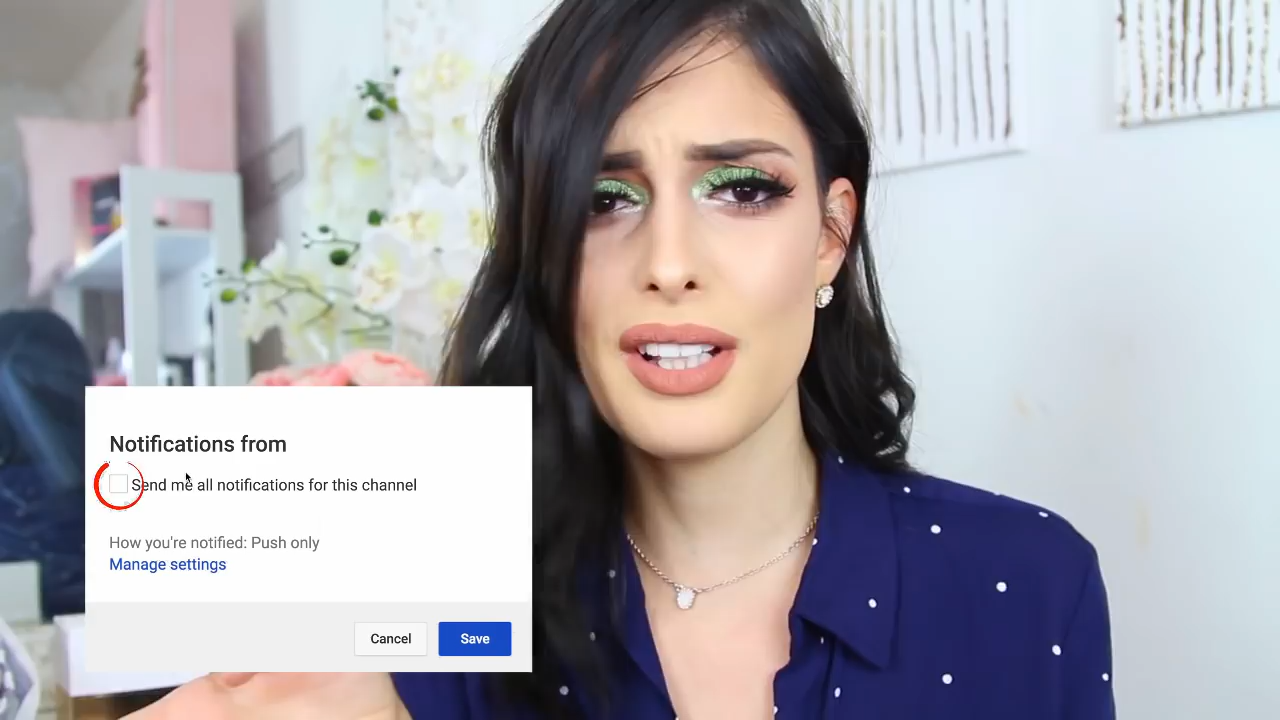 Notifications from
Send me all notifications for this channel
How you're notified: Push only
Manage settings
Cancel
Save